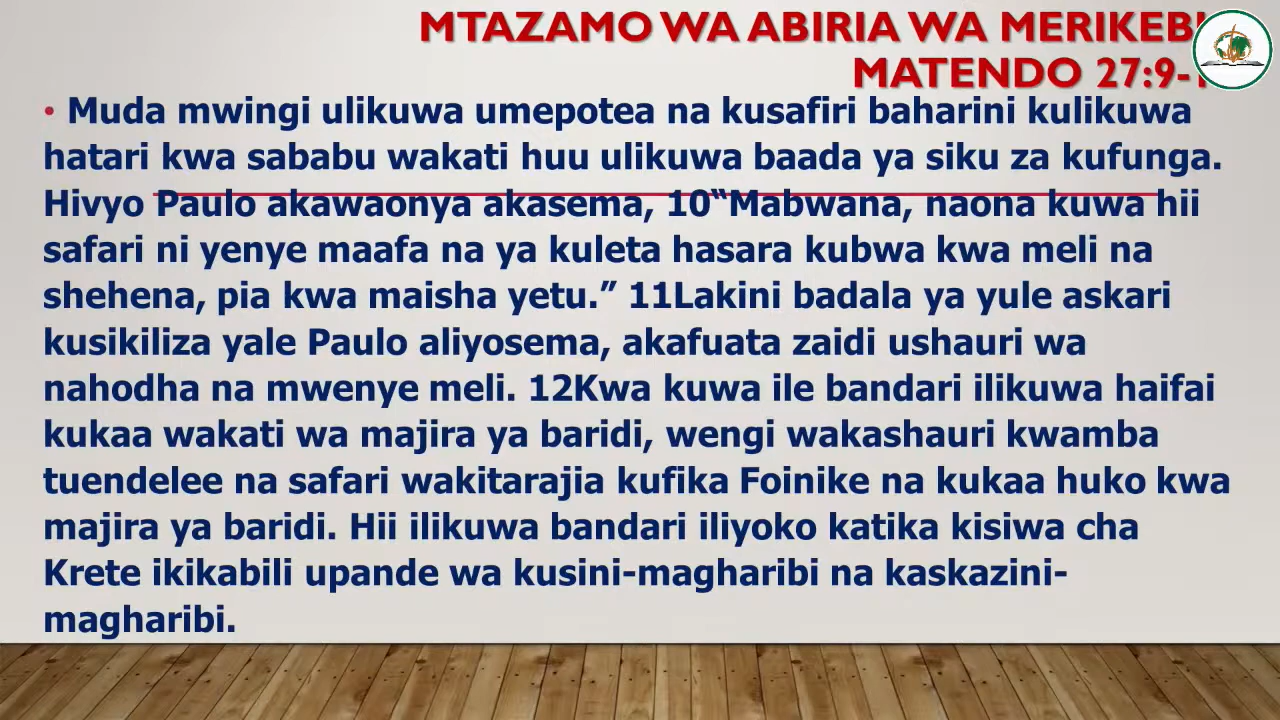 MTAZAMO WA ABIRIA WA
MATENDO
• Muda mwingi ulikuwa umepotea na kusafiri baharini kulikuwa
hatari kwa sababu wakati huu ulikuwa baada ya siku za kufunga.
Hivyo Paulo akawaonya akasema, 10“Mabwana, naona kuwa hii
safari ni yenye maafa na ya kuleta hasara kubwa kwa meli na
shehena, pia kwa maisha yetu.” 11Lakini badala ya yule askari
kusikiliza yale Paulo aliyosema, akafuata zaidi ushauri wa
nahodha na mwenye meli. 12Kwa kuwa ile bandari ilikuwa haifai
kukaa wakati wa majira ya baridi, wengi wakashauri kwamba
tuendelee na safari wakitarajia kufika Foinike na kukaa huko kwa
majira ya baridi. Hii ilikuwa bandari iliyoko katika kisiwa cha
Krete ikikabili upande wa kusini-magharibi na kaskazini-
magharibi.